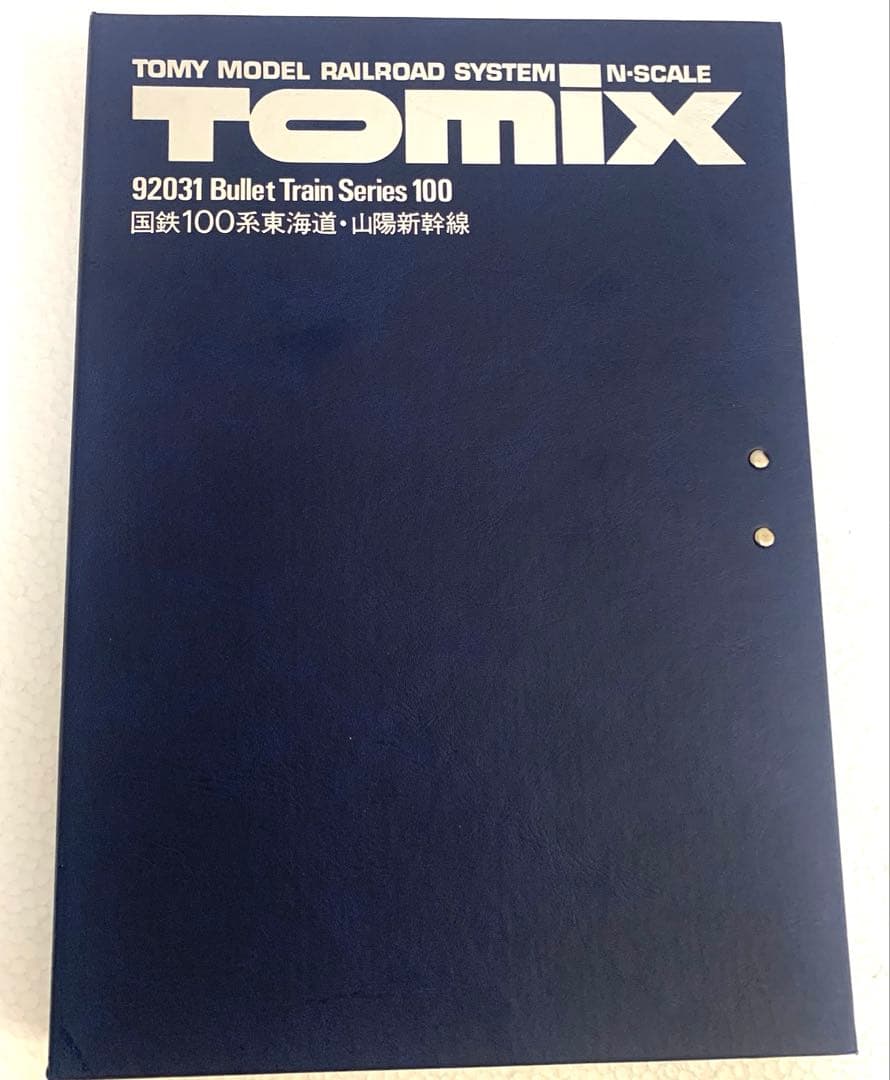 TOMY MODEL RAILROAD SYSTEM N-SCALE
TOMIX
92031 Bullet Train Series 100
国鉄100系東海道・山陽新幹線